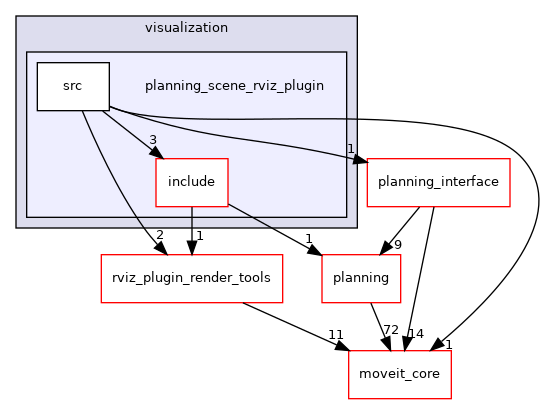 visualization
src
planning_scene_rviz_plugin
3
1
include
planning_interface
2
1
1
9
rviz_plugin_render_tools
planning
11
72
14
1
moveit_core